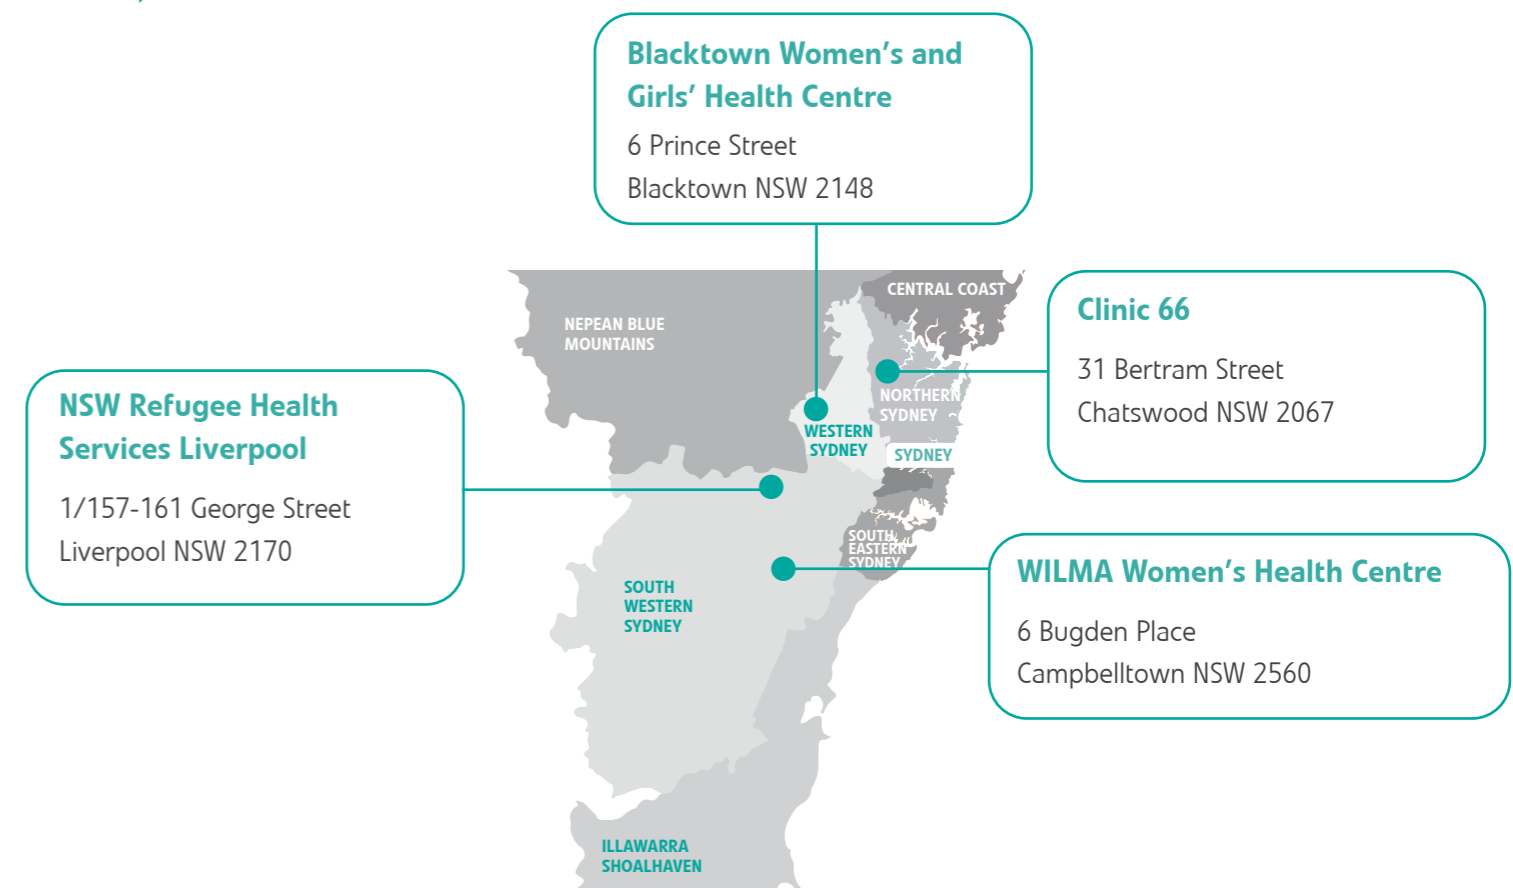 Blacktown Women’s and
Girls’ Health Centre
6 Prince Street
Blacktown NSW 2148
CENTRAL COAST
NEPEAN BLUE
MOUNTAINS
Clinic 66
31 Bertram Street
Chatswood NSW 2067
NSW Refugee Health
Services Liverpool
1/157-161 George Street
Liverpool NSW 2170
NORTHERN
SYDNEY
WESTERN
SYDNEY
SYDNEY
SOUTH
EASTERN
SYDNEY
WILMA Women’s Health Centre
6 Bugden Place
Campbelltown NSW 2560
SOUTH
WESTERN
SYDNEY
ILLAWARRA
SHOALHAVEN